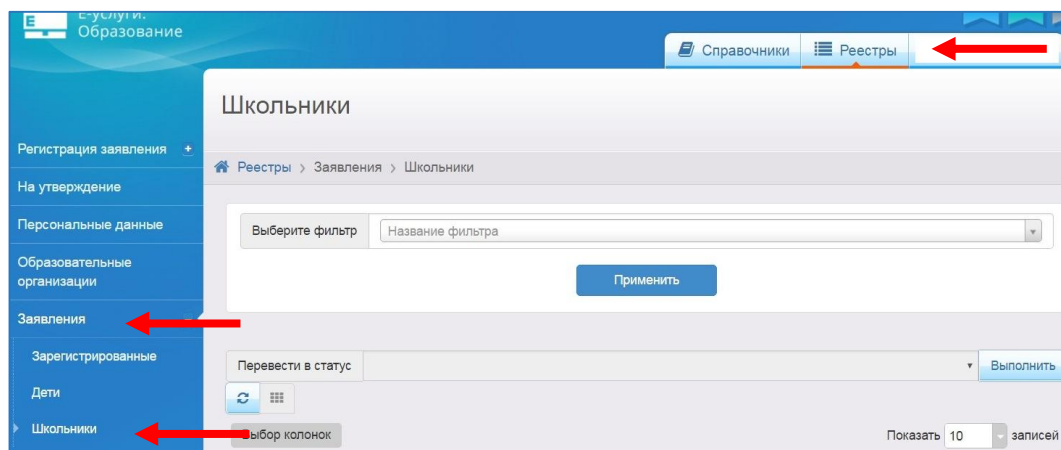 Е-услуги.
Образование
Справочники
Реестры
Школьники
Регистрация заявления
Реестры > Заявления > Школьники
На утверждение
Персональные данные
Выберите фильтр
Название фильтра
Образовательные
организации
Применить
Заявления
Зарегистрированные
Перевести в статус
Выполнить
Дети
Школьники
Выбор колонок
Показать 10 записей